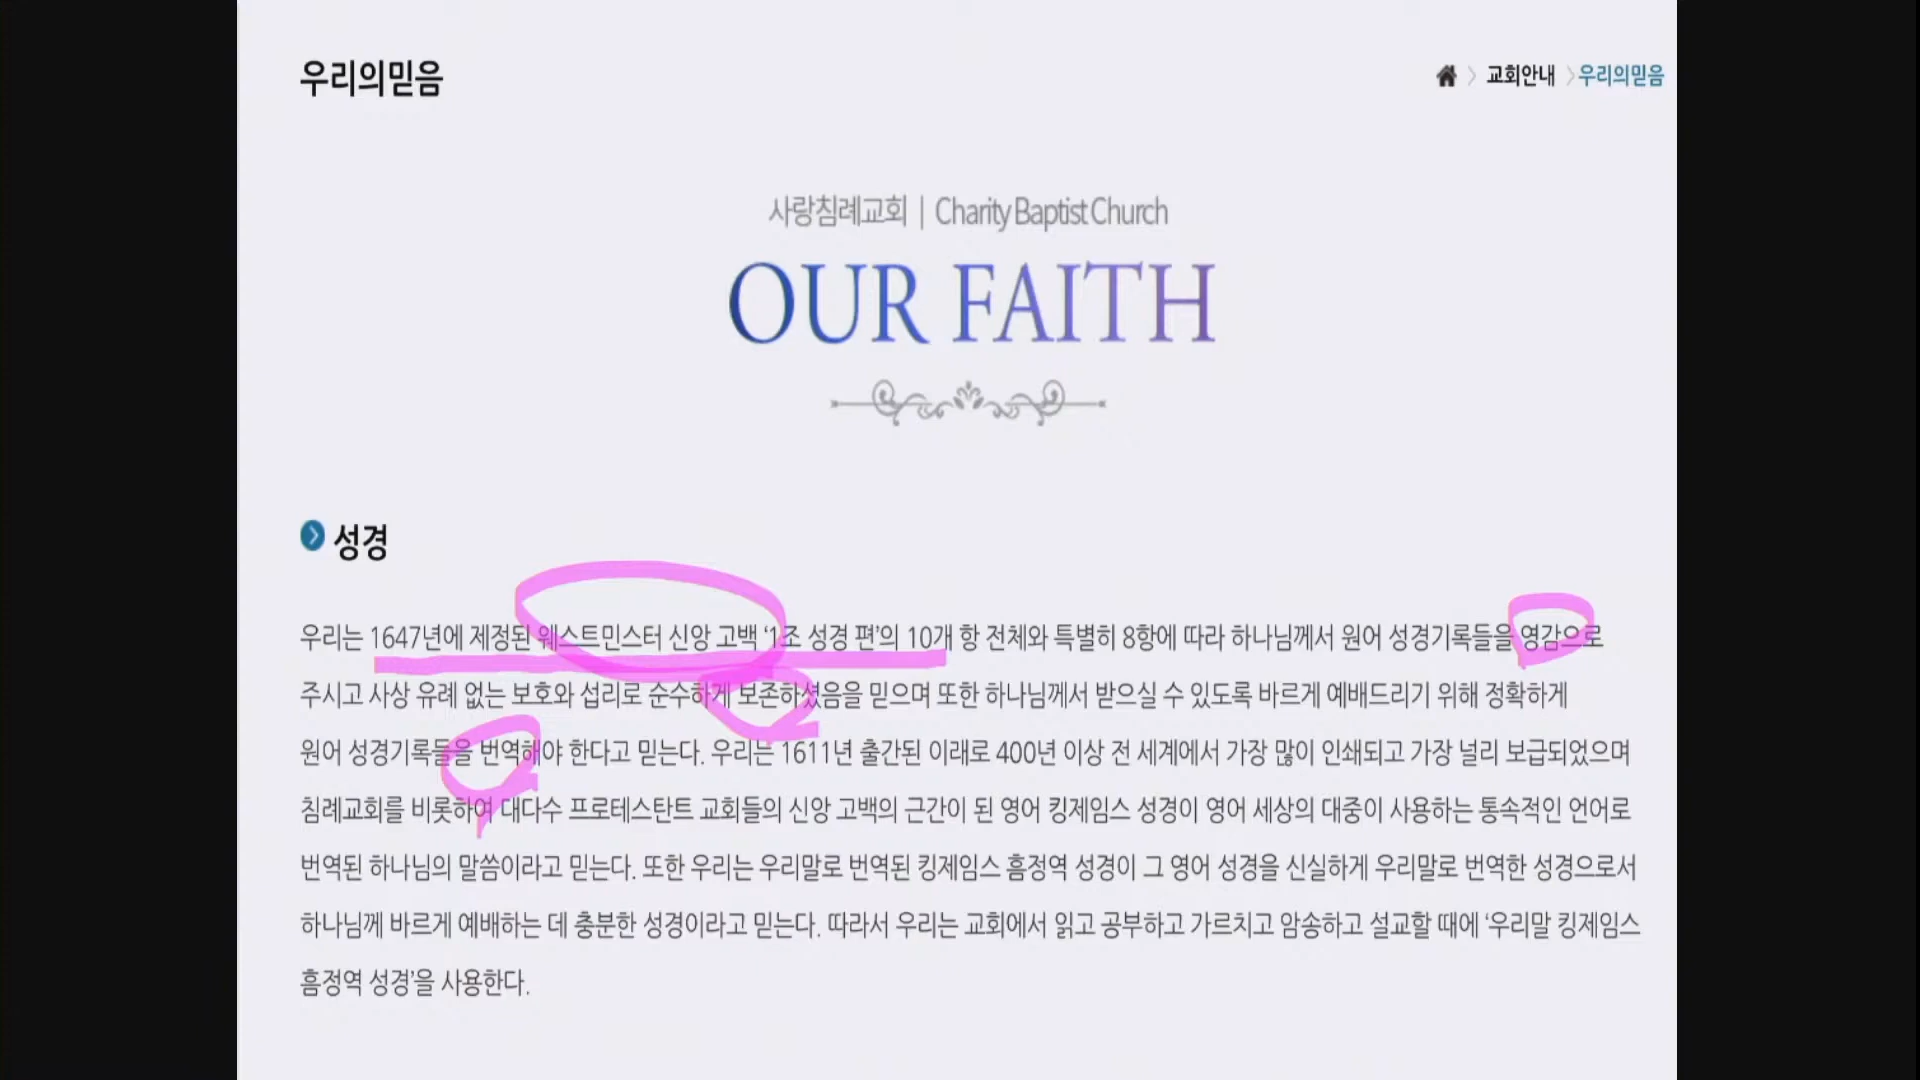 우리의믿음
교회안내 우리의믿음
사랑침례교회 | Charity Baptist Church
OUR FAITH
성경
우리는 1647년에 제정된 웨스트민스터 신앙 고백 ‘1조 성경 편’의 10개 항 전체와 특별히 8항에 따라 하나님께서 원어 성경기록들을 영감으로
주시고 사상 유례 없는 보호와 섭리로 순수하게 보존하셨음을 믿으며 또한 하나님께서 받으실 수 있도록 바르게 예배드리기 위해 정확하게
원어 성경기록들을 번역해야 한다고 믿는다. 우리는 1611년 출간된 이래로 400년 이상 전 세계에서 가장 많이 인쇄되고 가장 널리 보급되었으며
침례교회를 비롯하여 대다수 프로테스탄트 교회들의 신앙 고백의 근간이 된 영어 킹제임스 성경이 영어 세상의 대중이 사용하는 통속적인 언어로
번역된 하나님의 말씀이라고 믿는다. 또한 우리는 우리말로 번역된 킹제임스 흠정역 성경이 그 영어 성경을 신실하게 우리말로 번역한 성경으로서
하나님께 바르게 예배하는 데 충분한 성경이라고 믿는다. 따라서 우리는 교회에서 읽고 공부하고 가르치고 암송하고 설교할 때에 ‘우리말 킹제임스
흠정역 성경’을 사용한다.